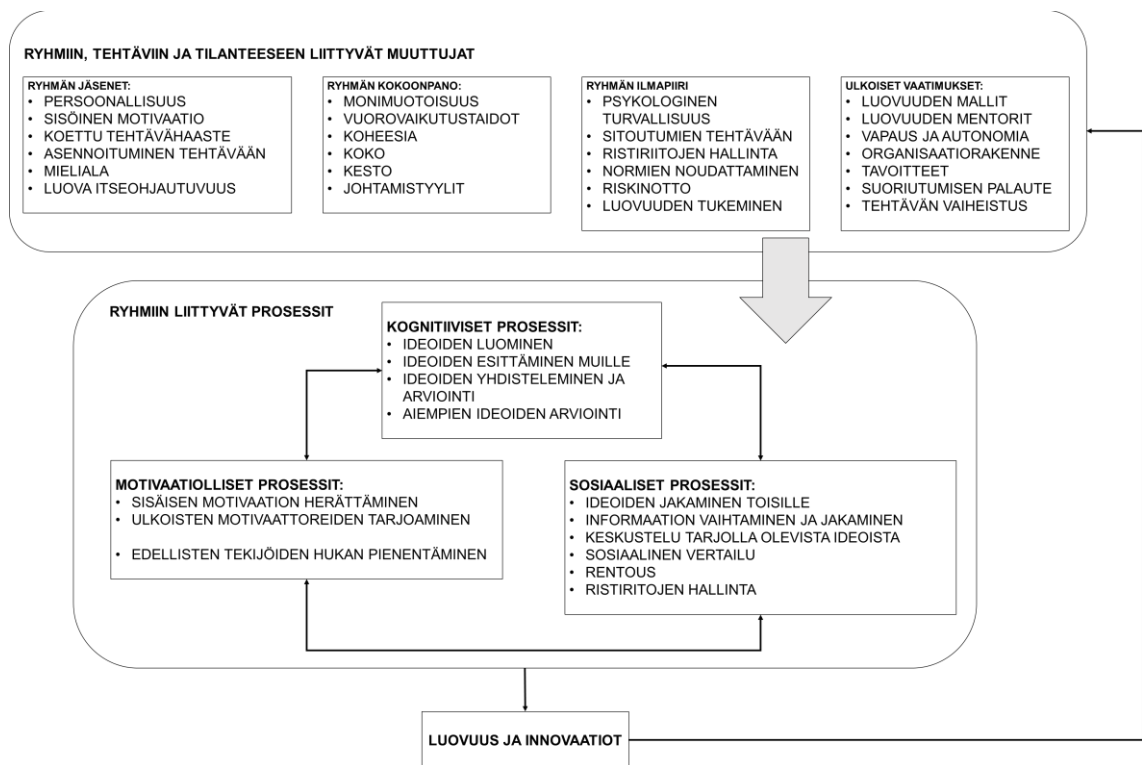 RYHMIIN, TEHTÄVIIN JA TILANTEESEEN LIITTYVÄT MUUTTUJAT
RYHMÄN JÄSENET:
• PERSOONALLISUUS
• SISÖINEN MOTIVAATIO
• KOETTU TEHTÄVÄHAASTE
• ASENNOITUMINEN TEHTÄVÄÄN
• MIELIALA
• LUOVA ITSEOHJAUTUVUUS
RYHMÄN KOKOONPANO:
• MONIMUOTOISUUS
• VUOROVAIKUTUSTAIDOT
• KOHEESIA
• KOKO
• KESTO
• JOHTAMISTYYLIT
RYHMÄN ILMAPIIRI
• PSYKOLOGINEN
TURVALLISUUS
• SITOUTUMIEN TEHTÄVÄÄN
• RISTIRIITOJEN HALLINTA
• NORMIEN NOUDATTAMINEN
• RISKINOTTO
• LUOVUUDEN TUKEMINEN
ULKOISET VAATIMUKSET:
• LUOVUUDEN MALLIT
• LUOVUUDEN MENTORIT
• VAPAUS JA AUTONOMIA
• ORGANISAATIORAKENNE
• TAVOITTEET
• SUORIUTUMISEN PALAUTE
• TEHTÄVÄN VAIHEISTUS
RYHMIIN LIITTYVÄT PROSESSIT
KOGNITIIVISET PROSESSIT:
• IDEOIDEN LUOMINEN
• IDEOIDEN ESITTÄMINEN MUILLE
• IDEOIDEN YHDISTELEMINEN JA
ARVIOINTI
• AIEMPIEN IDEOIDEN ARVIOINTI
MOTIVAATIOLLISET PROSESSIT:
• SISÄISEN MOTIVAATION HERÄTTÄMINEN
• ULKOISTEN MOTIVAATTOREIDEN TARJOAMINEN
• EDELLISTEN TEKIJÖIDEN HUKAN PIENENTÄMINEN
SOSIAALISET PROSESSIT:
• IDEOIDEN JAKAMINEN TOISILLE
• INFORMAATION VAIHTAMINEN JA JAKAMINEN
• KESKUSTELU TARJOLLA OLEVISTA IDEOISTA
• SOSIAALINEN VERTAILU
• RENTOUS
• RISTIRITOJEN HALLINTA
LUOVUUS JA INNOVAATIOT